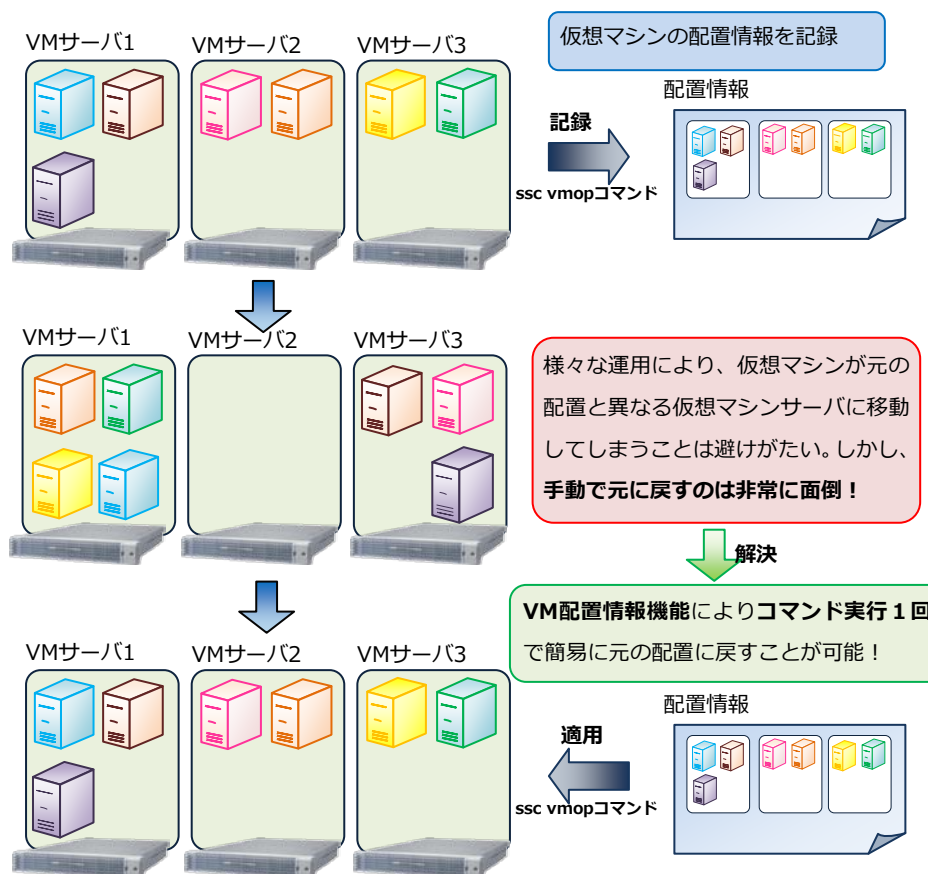 VMサーバ1
VMサーバ2
VMサーバ3
仮想マシンの配置情報を記録
配置情報
記録
ssc vmopコマンド
VMサーバ1
VMサーバ2
VMサーバ3
様々な運用により、仮想マシンが元の
配置と異なる仮想マシンサーバに移動
してしまうことは避けがたい。しかし、
手動で元に戻すのは非常に面倒！
解決
VM配置情報機能によりコマンド実行１回
で簡易に元の配置に戻すことが可能！
VMサーバ1
VMサーバ2
VMサーバ3
配置情報
適用
ssc vmopコマンド